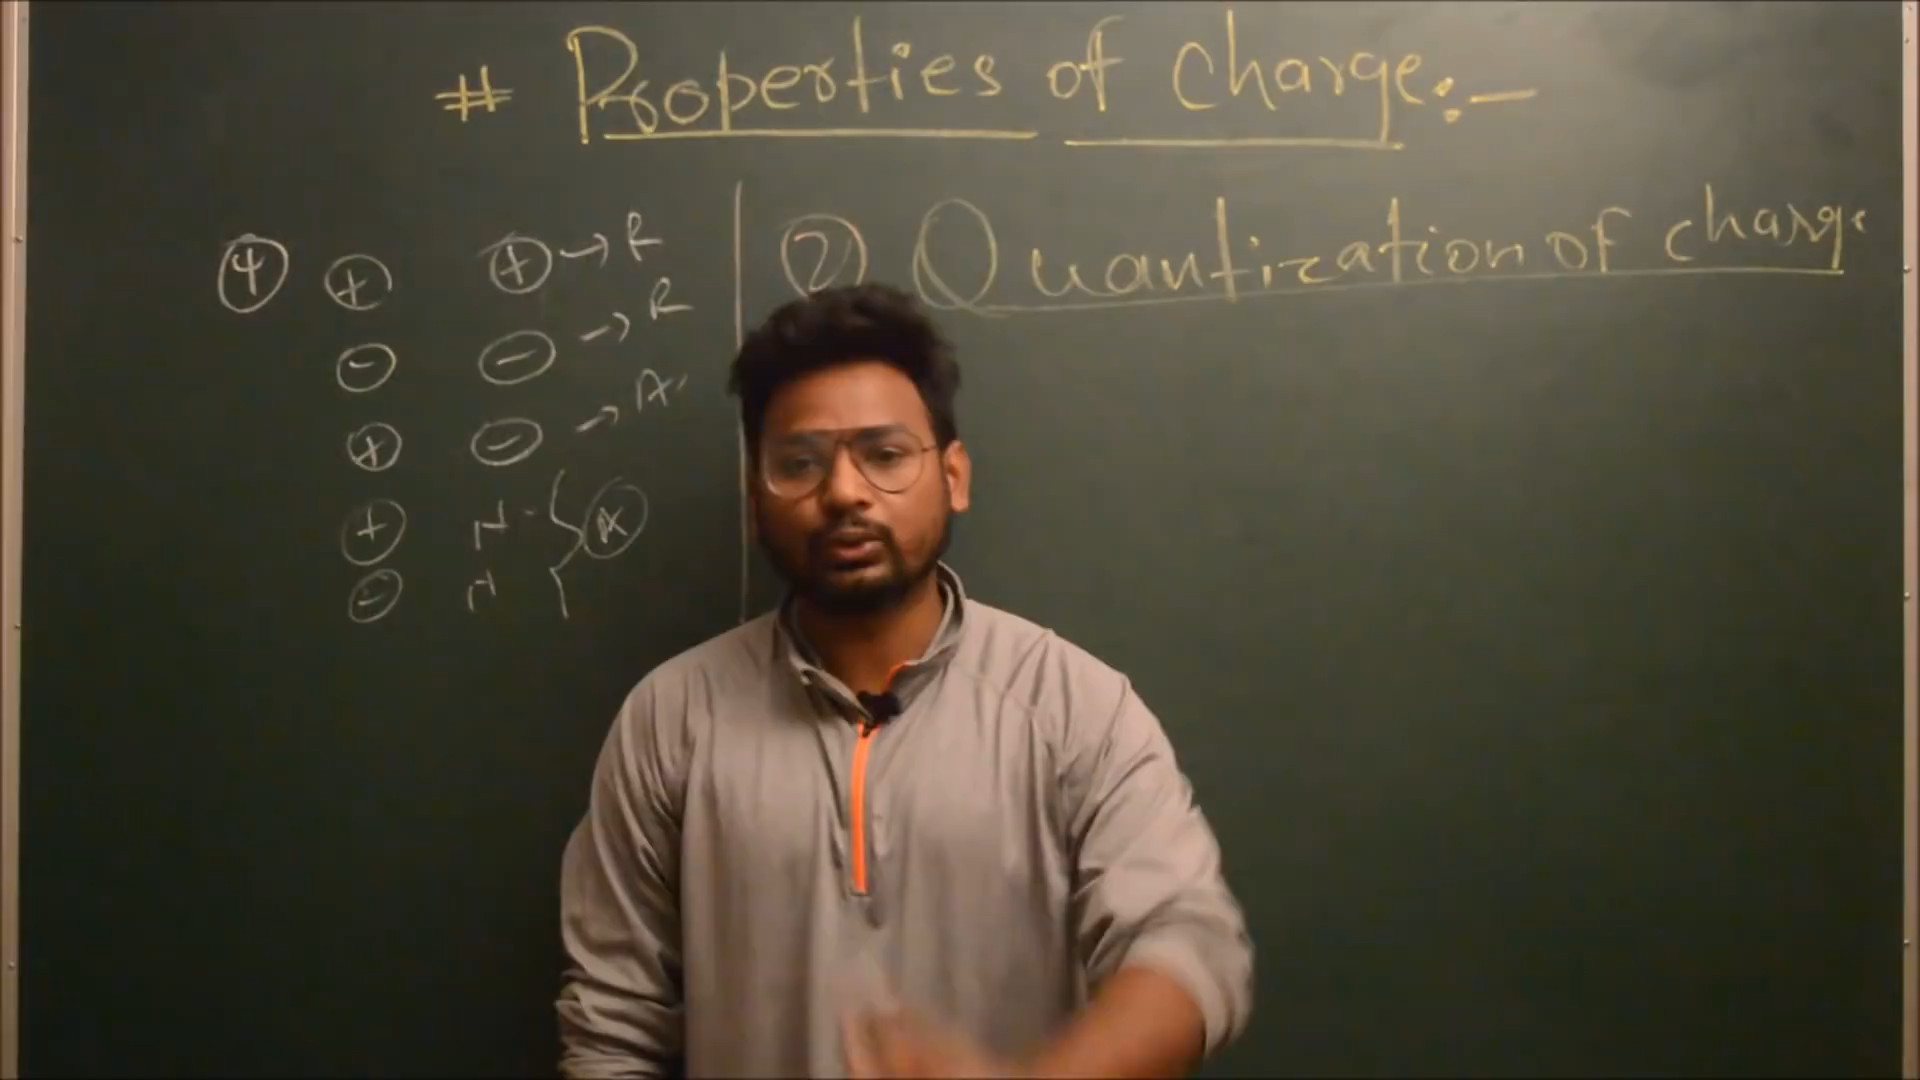 # Properties of charge:-
④ ⊕ ⊕ → R
⊖ ⊖ → R
⊕ ⊖ → A.
⊕ N
⊖ N } Ⓐ
② Quantization of charge